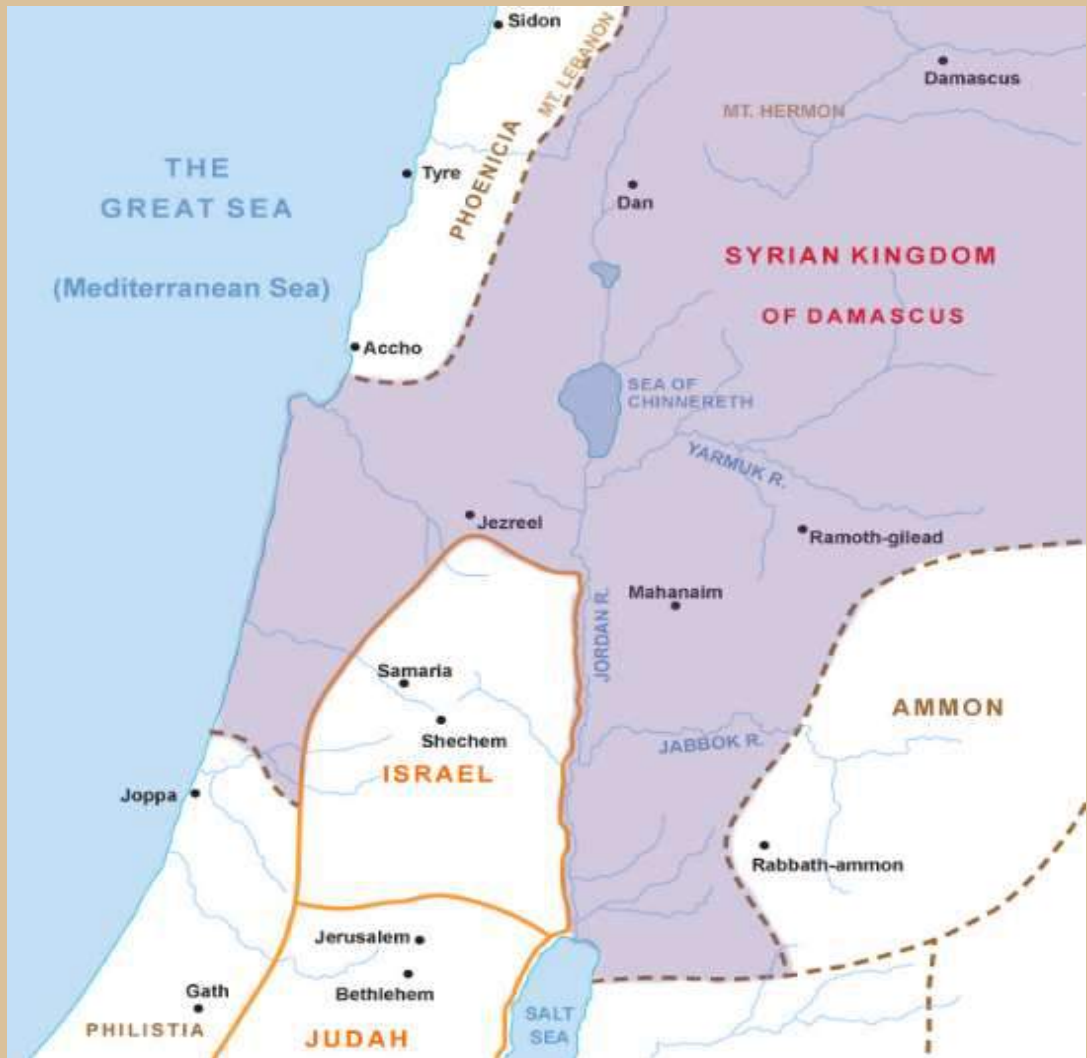 Sidon
MT. LEBANON
Damascus
MT. HERMON
THE
GREAT SEA
(Mediterranean Sea)
Tyre
PHOENICIA
Dan
SYRIAN KINGDOM
OF DAMASCUS
Accho
SEA OF
CHINNERETH
YARMUK R.
Jezreel
Ramoth-gilead
Mahanaim
JORDAN R.
Samaria
Shechem
ISRAEL
AMMON
JABBOK R.
Joppa
Rabbath-ammon
Jerusalem
Bethlehem
Gath
PHILISTIA
JUDAH
SALT
SEA